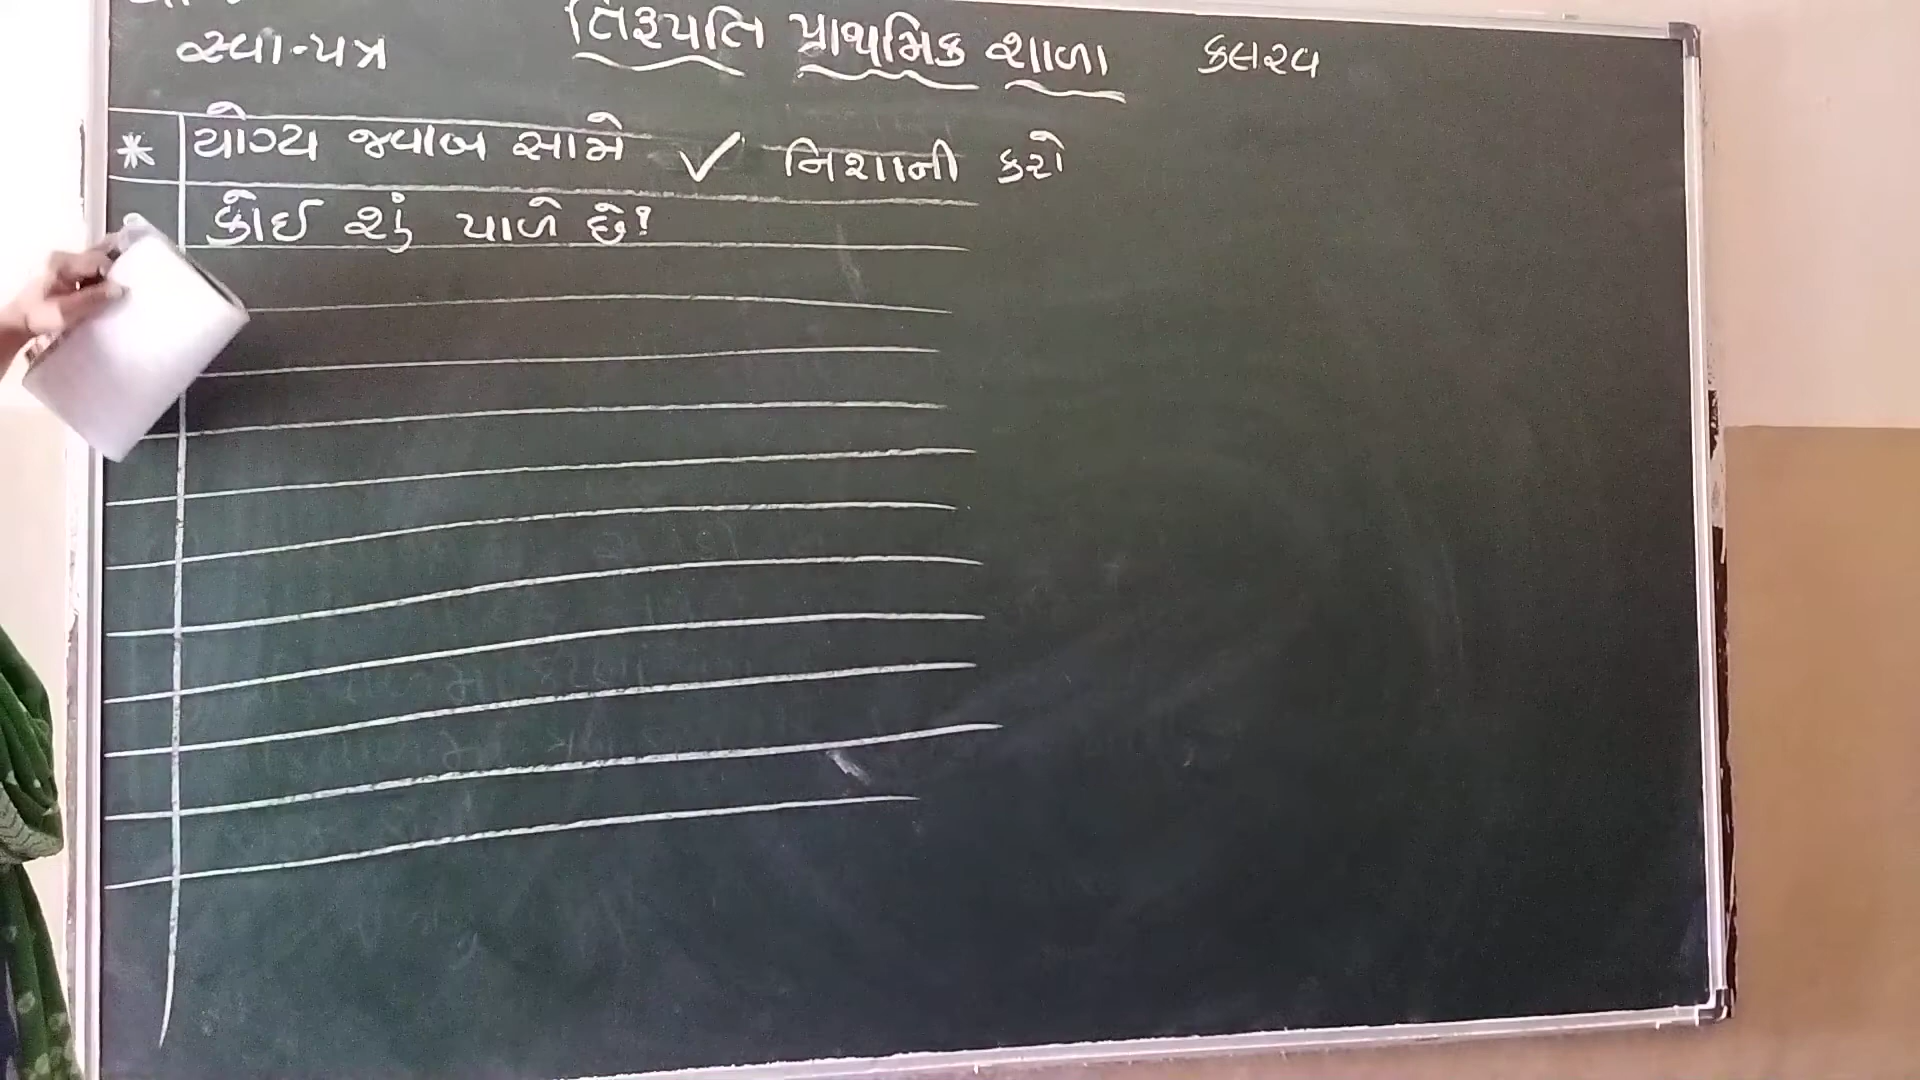 તિરૂપતિ પ્રાથમિક શાળા
સ્વા-પત્ર
કલરવ
* યોગ્ય જવાબ સામે ✓ નિશાની કરો
કોઈ શું પાળે છે?